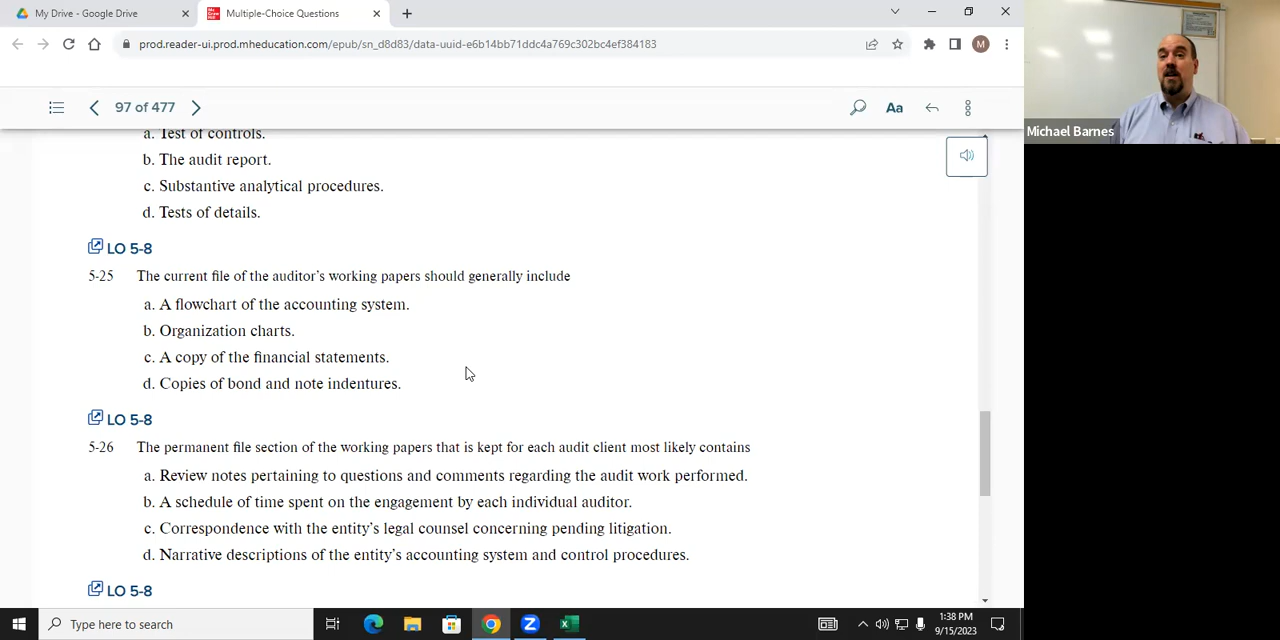 My Drive - Google Drive
Multiple-Choice Questions
prod.reader-ui.prod.mheducation.com/epub/sn_d8d83/data-uuid-e6b14bb71ddc4a769c302bc4ef384183
M
97 of 477
Aa
Michael Barnes
a. Test of controls.
b. The audit report.
c. Substantive analytical procedures.
d. Tests of details.
LO 5-8
5-25 The current file of the auditor's working papers should generally include
a. A flowchart of the accounting system.
b. Organization charts.
c. A copy of the financial statements.
d. Copies of bond and note indentures.
LO 5-8
5-26 The permanent file section of the working papers that is kept for each audit client most likely contains
a. Review notes pertaining to questions and comments regarding the audit work performed.
b. A schedule of time spent on the engagement by each individual auditor.
c. Correspondence with the entity's legal counsel concerning pending litigation.
d. Narrative descriptions of the entity's accounting system and control procedures.
LO 5-8
Type here to search
1:38 PM
9/15/2023